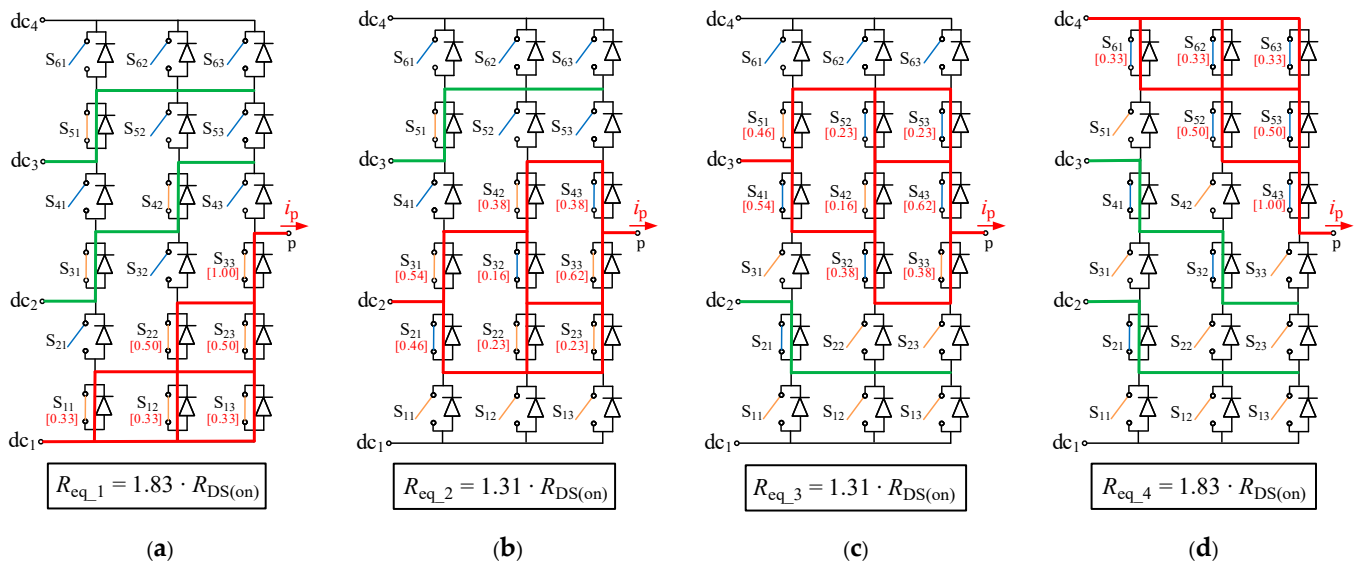 dc4
S61 S62 S63
S51 S52 S53
dc3
S41 S42 S43
ip
p
S31 S32 S33
[1.00]
dc2
S21 S22 S23
[0.50] [0.50]
S11 S12 S13
[0.33] [0.33] [0.33]
dc1
Req_1 = 1.83 · RDS(on)
(a)
dc4
S61 S62 S63
S51 S52 S53
dc3
S41 S42 S43
[0.38] [0.38]
ip
p
S31 S32 S33
[0.54] [0.16] [0.62]
dc2
S21 S22 S23
[0.46] [0.23] [0.23]
S11 S12 S13
dc1
Req_2 = 1.31 · RDS(on)
(b)
dc4
S61 S62 S63
S51 S52 S53
[0.46] [0.23] [0.23]
dc3
S41 S42 S43
[0.54] [0.16] [0.62]
ip
p
S31 S32 S33
[0.38] [0.38]
dc2
S21 S22 S23
S11 S12 S13
dc1
Req_3 = 1.31 · RDS(on)
(c)
dc4
S61 S62 S63
[0.33] [0.33] [0.33]
S51 S52 S53
[0.50] [0.50]
dc3
S41 S42 S43
[1.00]
ip
p
S31 S32 S33
dc2
S21 S22 S23
S11 S12 S13
dc1
Req_4 = 1.83 · RDS(on)
(d)